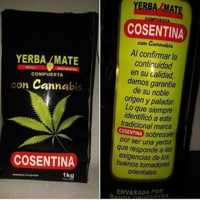 YERBA MATE
COMPUESTA
con Cannabis
COSENTINA
1kg
YERBA MATE
COSENTINA
con Cannabis
Al confirmar la
continuidad
en su calidad,
damos garantía
de su noble
origen y paladar.
Lo que siempre
identificó a esta
tradicional marca
COSENTINA sobresale
por ser una yerba
que responde a las
exigencias de los
buenos tomadores
orientales.
ENVASADA POR